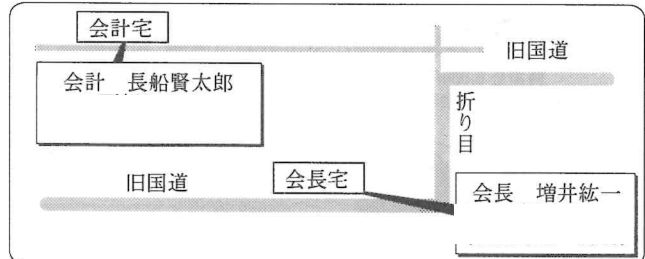 会計宅
旧国道
会計　長船賢太郎
折り目
旧国道
会長宅
会長　増井紘一